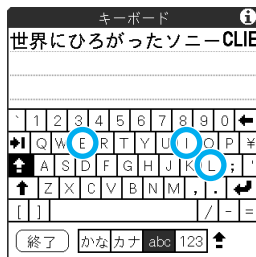 キーボード i
世界にひろがったソニーCLIE
` 1 2 3 4 5 6 7 8 9 0
Q W E R T Y U I O P ¥
A S D F G H J K L ; '
Z X C V B N M , .
[ ] / - =
終了 かな カナ abc 123